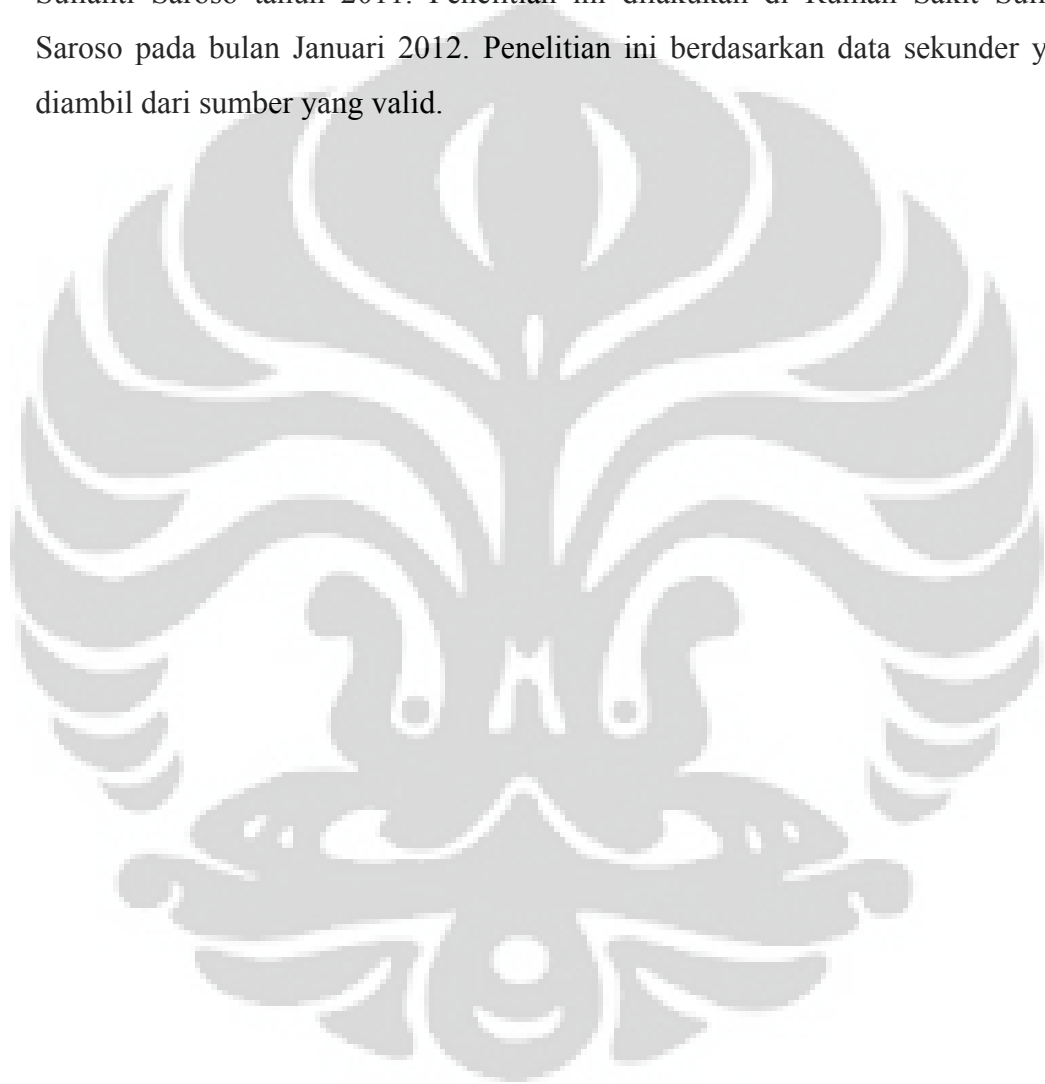 Saroso tahun 2011. Penelitian ini dilakukan di Rumah Sakit
Saroso pada bulan Januari 2012. Penelitian ini berdasarkan data sekunder
diambil dari sumber yang valid.